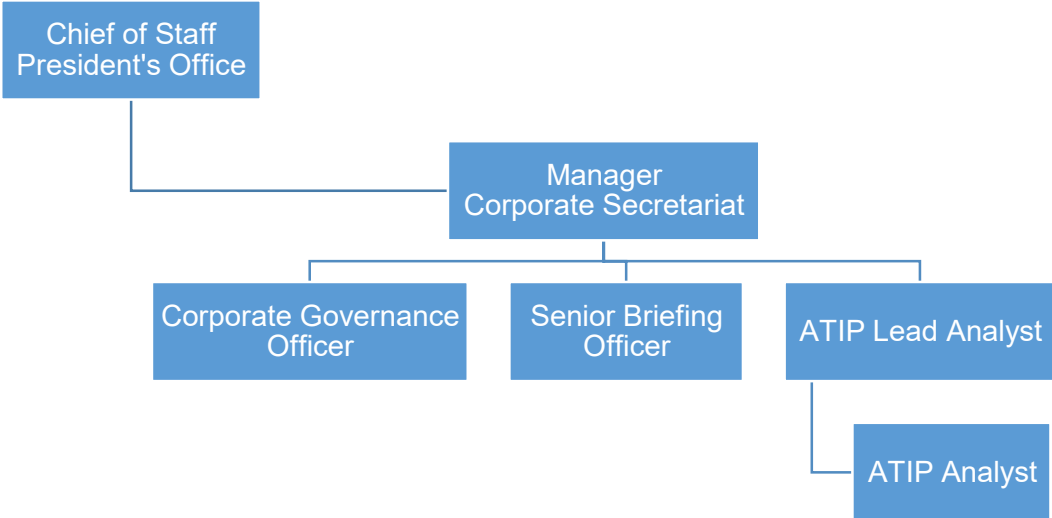 Chief of Staff
President's Office
Manager
Corporate Secretariat
Corporate Governance
Officer
Senior Briefing
Officer
ATIP Lead Analyst
ATIP Analyst